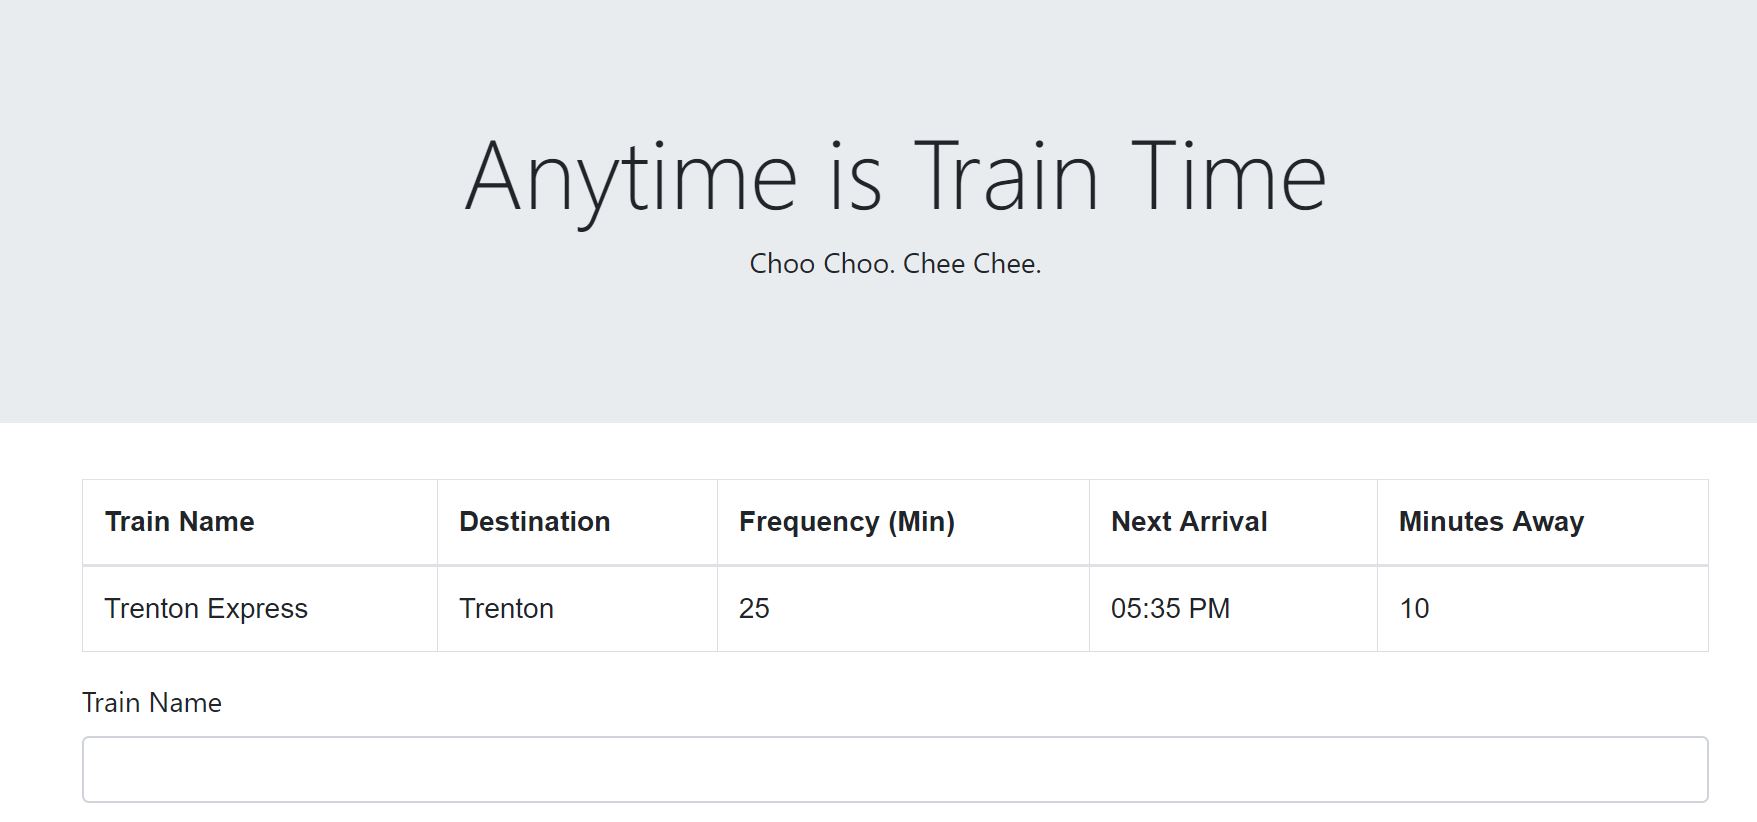 Anytime is Train Time
Choo Choo. Chee Chee.
Train Name Destination Frequency (Min) Next Arrival Minutes Away
Trenton Express Trenton 25 05:35 PM 10
Train Name